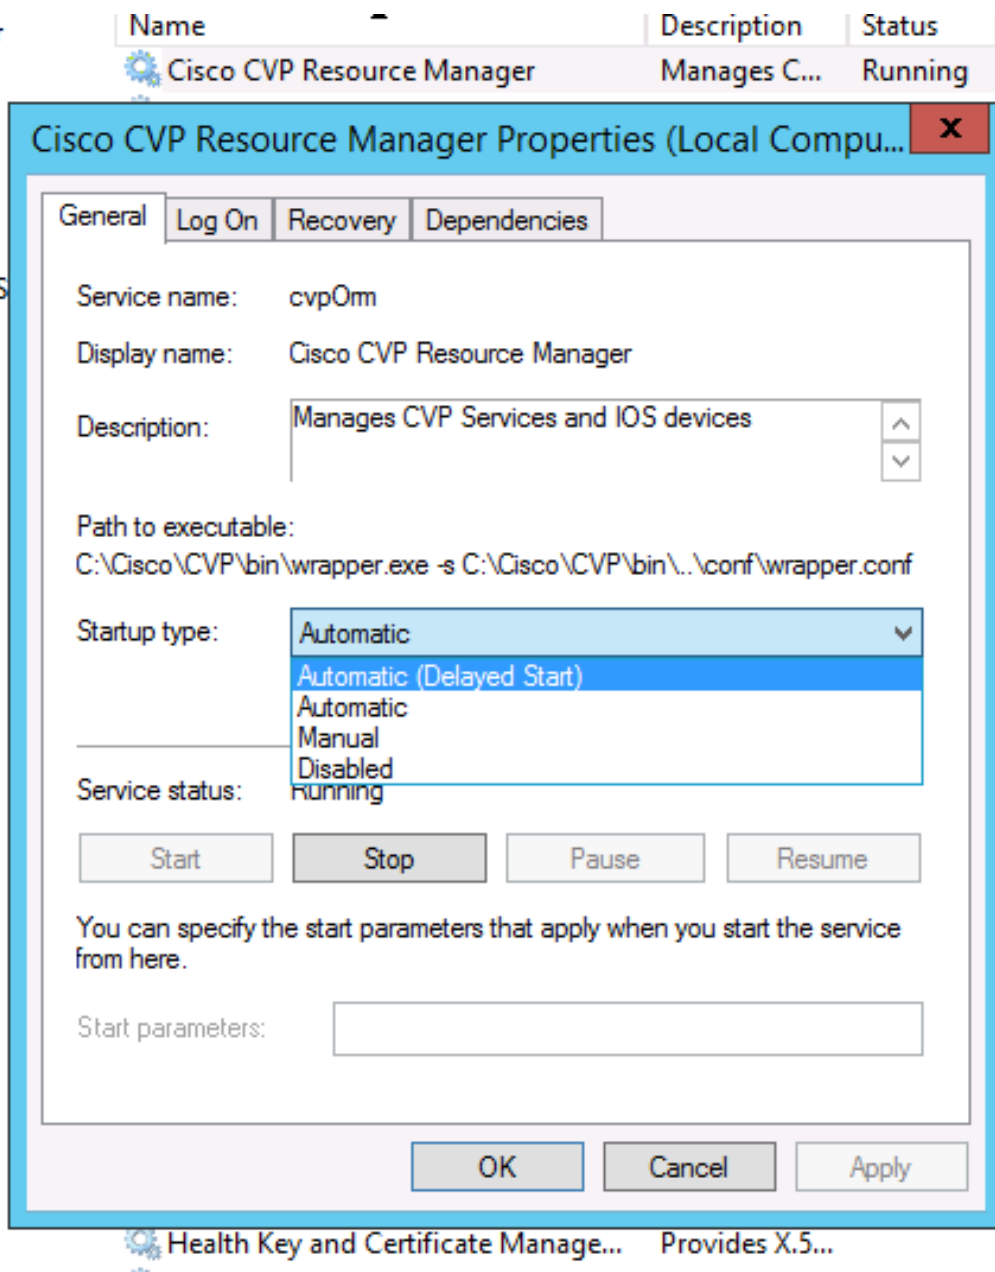 Name Description Status
Cisco CVP Resource Manager Manages C... Running
Cisco CVP Resource Manager Properties (Local Compu... x
General Log On Recovery Dependencies
Service name: cvpOrm
Display name: Cisco CVP Resource Manager
Description: Manages CVP Services and IOS devices
Path to executable:
C:\Cisco\CVP\bin\wrapper.exe -s C:\Cisco\CVP\bin\..\conf\wrapper.conf
Startup type: Automatic
Automatic (Delayed Start)
Automatic
Manual
Disabled
Service status: Running
Start Stop Pause Resume
You can specify the start parameters that apply when you start the service
from here.
Start parameters:
OK Cancel Apply
Health Key and Certificate Manage... Provides X.5...